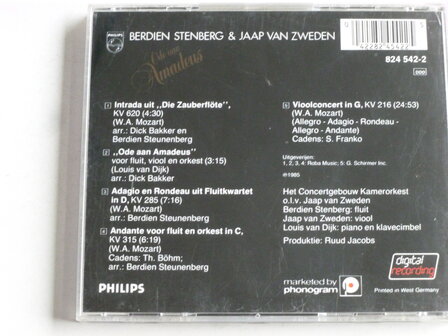 PHILIPS
BERDIEN STENBERG & JAAP VAN ZWEDEN
Ode aan
Amadeus
824 542-2
DDD
1 Intrada uit ,,Die Zauberflöte'',
KV 620 (4:30)
(W.A. Mozart)
arr.: Dick Bakker en
Berdien Steunenberg
2 ,,Ode aan Amadeus''
voor fluit, viool en orkest (3:15)
(Louis van Dijk)
arr.: Dick Bakker
3 Adagio en Rondeau uit Fluitkwartet
in D, KV 285 (7:16)
(W.A. Mozart)
arr.: Berdien Steunenberg
4 Andante voor fluit en orkest in C,
KV 315 (6:19)
(W.A. Mozart)
Cadens: Th. Böhm;
arr.: Berdien Steunenberg
5 Vioolconcert in G, KV 216 (24:53)
(W.A. Mozart)
(Allegro - Adagio - Rondeau -
Allegro - Andante)
Cadens: S. Franko
Uitgeverijen:
1, 2, 3, 4: Roba Music; 5: G. Schirmer Inc.
℗1985
Het Concertgebouw Kamerorkest
o.l.v. Jaap van Zweden
Berdien Stenberg: fluit
Jaap van Zweden: viool
Louis van Dijk: piano en klavecimbel
Produktie: Ruud Jacobs
PHILIPS
marketed by
phonogram
digital
recording
Printed in West Germany